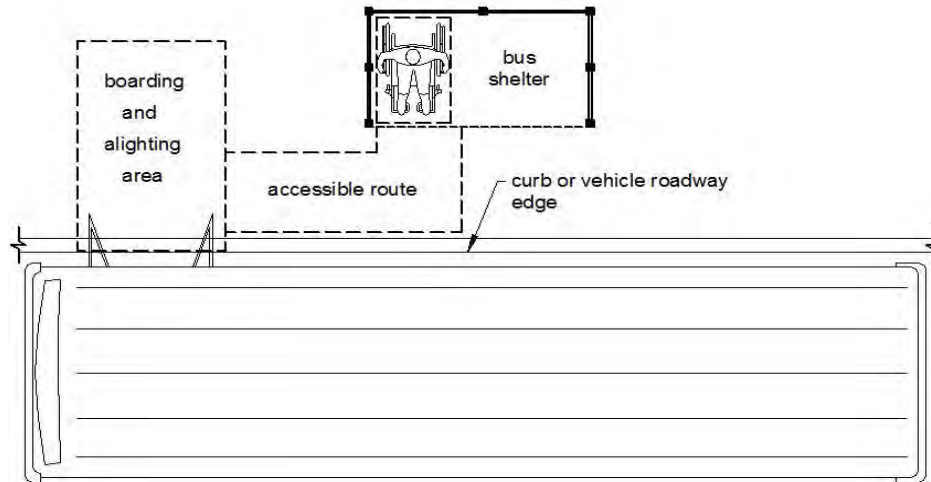 boarding
and
alighting
area
bus
shelter
accessible route
curb or vehicle roadway
edge